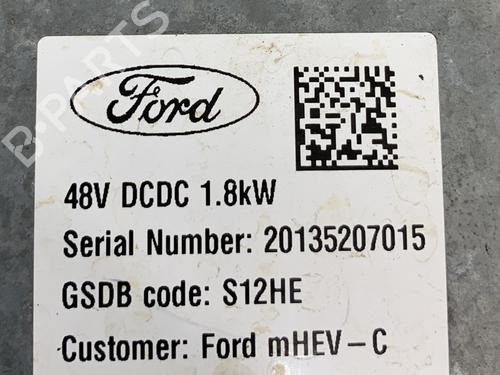 B-PARTS
Ford
48V DCDC 1.8kW
Serial Number: 20135207015
GSDB code: S12HE
Customer: Ford mHEV-C